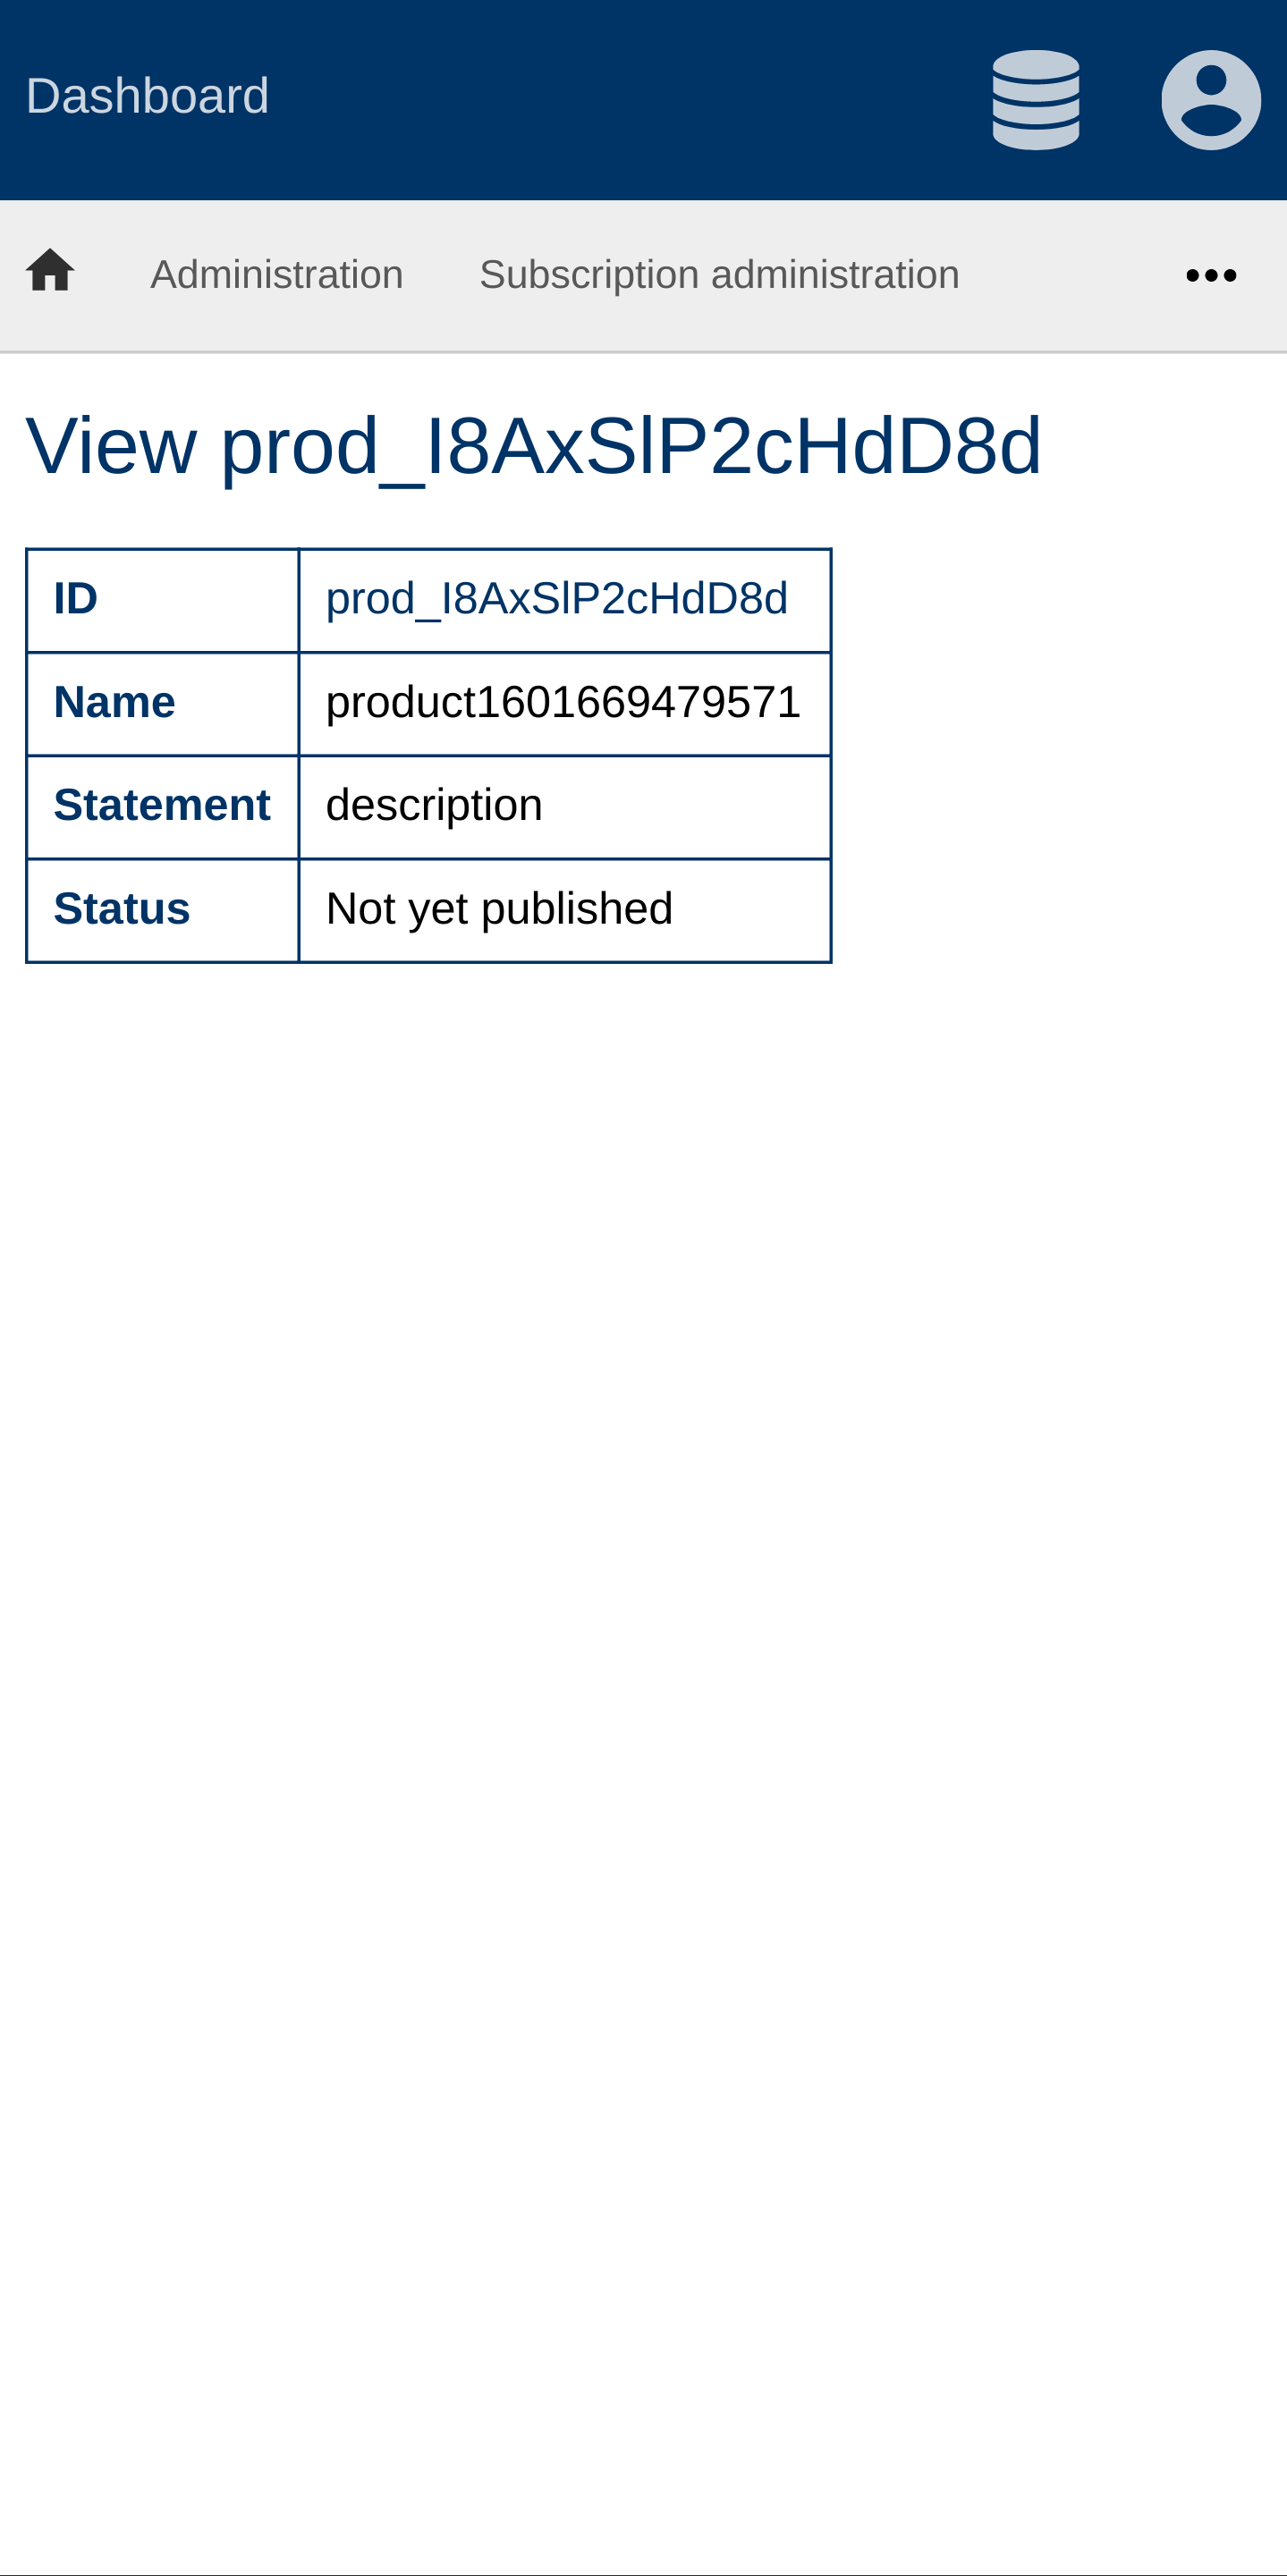 Dashboard
Administration Subscription administration
View prod_I8AxSlP2cHdD8d
ID prod_I8AxSlP2cHdD8d
Name product1601669479571
Statement description
Status Not yet published